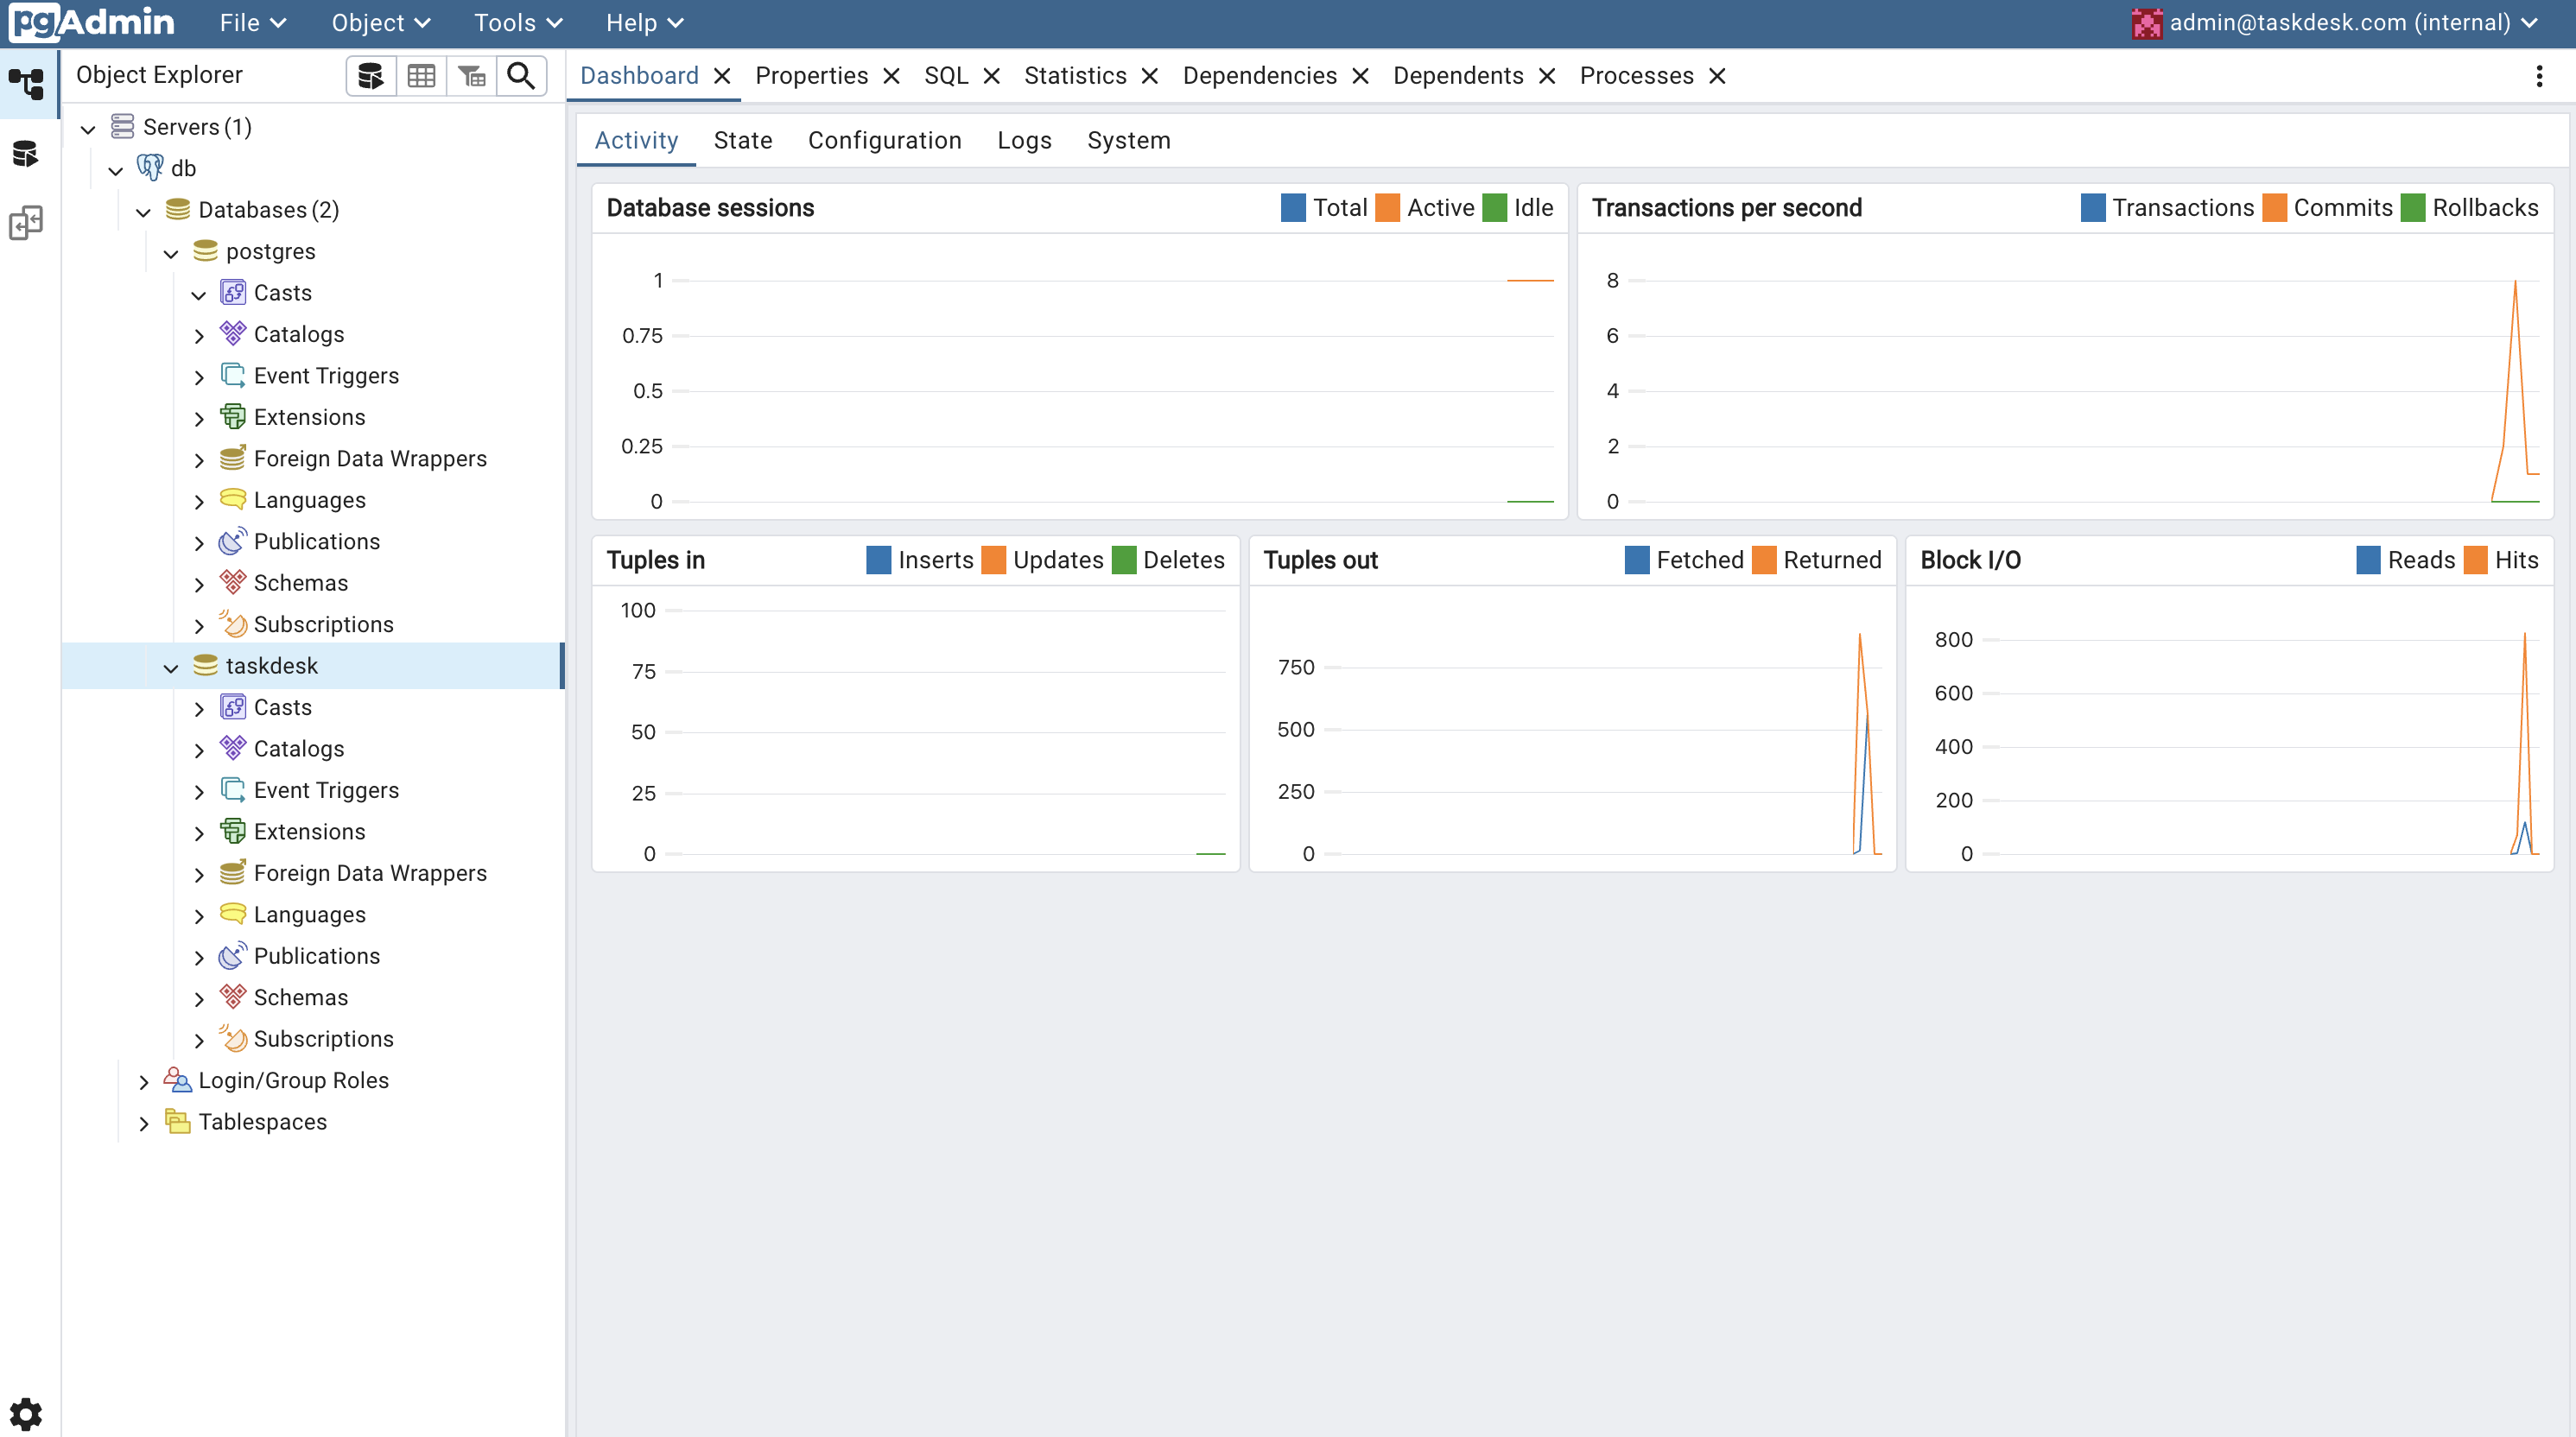 pgAdmin File Object Tools Help admin@taskdesk.com (internal)
Object Explorer
Dashboard Properties SQL Statistics Dependencies Dependents Processes
Servers (1)
db
Databases (2)
postgres
Casts
Catalogs
Event Triggers
Extensions
Foreign Data Wrappers
Languages
Publications
Schemas
Subscriptions
taskdesk
Casts
Catalogs
Event Triggers
Extensions
Foreign Data Wrappers
Languages
Publications
Schemas
Subscriptions
Login/Group Roles
Tablespaces
Activity State Configuration Logs System
Database sessions Total Active Idle
1
0.75
0.5
0.25
0
Transactions per second Transactions Commits Rollbacks
8
6
4
2
0
Tuples in Inserts Updates Deletes
100
75
50
25
0
Tuples out Fetched Returned
750
500
250
0
Block I/O Reads Hits
800
600
400
200
0